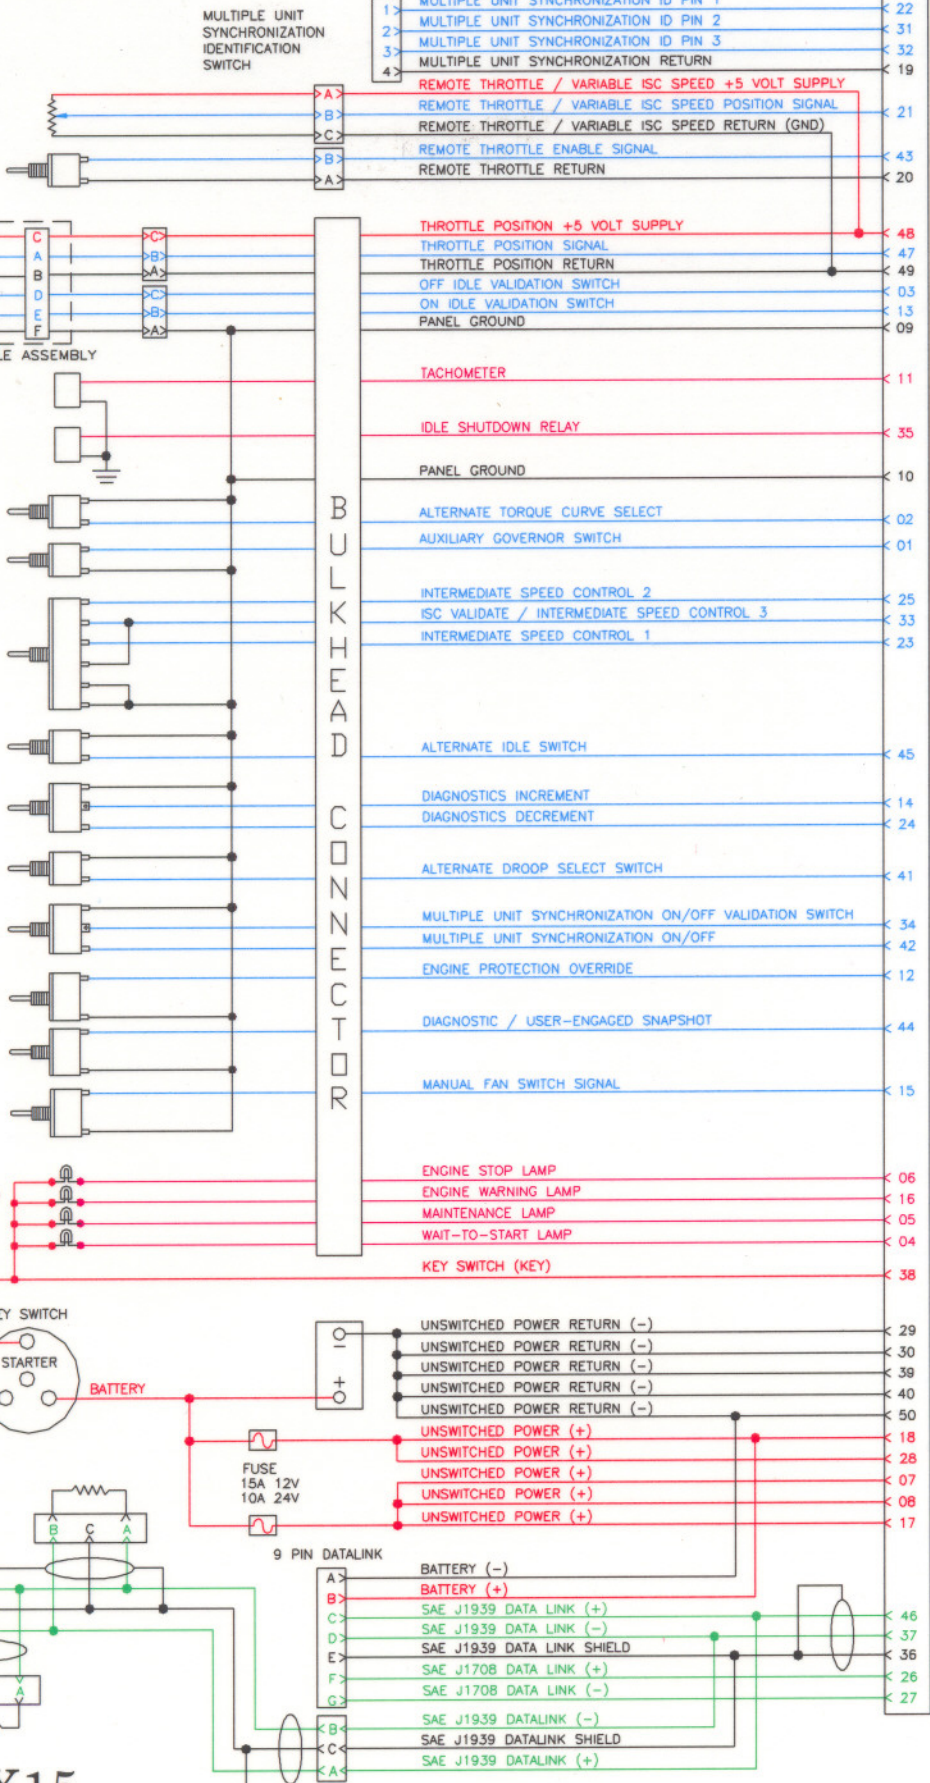 MULTIPLE UNIT SYNCHRONIZATION ID PIN 1
1 22
MULTIPLE UNIT
SYNCHRONIZATION
IDENTIFICATION
SWITCH
2 MULTIPLE UNIT SYNCHRONIZATION ID PIN 2 31
3 MULTIPLE UNIT SYNCHRONIZATION ID PIN 3 32
4 MULTIPLE UNIT SYNCHRONIZATION RETURN 19
A REMOTE THROTTLE / VARIABLE ISC SPEED +5 VOLT SUPPLY
B REMOTE THROTTLE / VARIABLE ISC SPEED POSITION SIGNAL 21
C REMOTE THROTTLE / VARIABLE ISC SPEED RETURN (GND)
B REMOTE THROTTLE ENABLE SIGNAL 43
A REMOTE THROTTLE RETURN 20
C C THROTTLE POSITION +5 VOLT SUPPLY 48
A B THROTTLE POSITION SIGNAL 47
B A THROTTLE POSITION RETURN 49
D C OFF IDLE VALIDATION SWITCH 03
E B ON IDLE VALIDATION SWITCH 13
F A PANEL GROUND 09
LE ASSEMBLY
TACHOMETER 11
IDLE SHUTDOWN RELAY 35
PANEL GROUND 10
BULKHEAD CONNECTOR
ALTERNATE TORQUE CURVE SELECT 02
AUXILIARY GOVERNOR SWITCH 01
INTERMEDIATE SPEED CONTROL 2 25
ISC VALIDATE / INTERMEDIATE SPEED CONTROL 3 33
INTERMEDIATE SPEED CONTROL 1 23
ALTERNATE IDLE SWITCH 45
DIAGNOSTICS INCREMENT 14
DIAGNOSTICS DECREMENT 24
ALTERNATE DROOP SELECT SWITCH 41
MULTIPLE UNIT SYNCHRONIZATION ON/OFF VALIDATION SWITCH 34
MULTIPLE UNIT SYNCHRONIZATION ON/OFF 42
ENGINE PROTECTION OVERRIDE 12
DIAGNOSTIC / USER-ENGAGED SNAPSHOT 44
MANUAL FAN SWITCH SIGNAL 15
ENGINE STOP LAMP 06
ENGINE WARNING LAMP 16
MAINTENANCE LAMP 05
WAIT-TO-START LAMP 04
KEY SWITCH (KEY) 38
EY SWITCH
STARTER
BATTERY
− +
UNSWITCHED POWER RETURN (−) 29
UNSWITCHED POWER RETURN (−) 30
UNSWITCHED POWER RETURN (−) 39
UNSWITCHED POWER RETURN (−) 40
UNSWITCHED POWER RETURN (−) 50
UNSWITCHED POWER (+) 18
UNSWITCHED POWER (+) 28
UNSWITCHED POWER (+) 07
UNSWITCHED POWER (+) 08
UNSWITCHED POWER (+) 17
FUSE
15A 12V
10A 24V
B C A
9 PIN DATALINK
A BATTERY (−)
B BATTERY (+)
C SAE J1939 DATA LINK (+) 46
D SAE J1939 DATA LINK (−) 37
E SAE J1939 DATA LINK SHIELD 36
F SAE J1708 DATA LINK (+) 26
G SAE J1708 DATA LINK (−) 27
A
B SAE J1939 DATALINK (−)
C SAE J1939 DATALINK SHIELD
A SAE J1939 DATALINK (+)